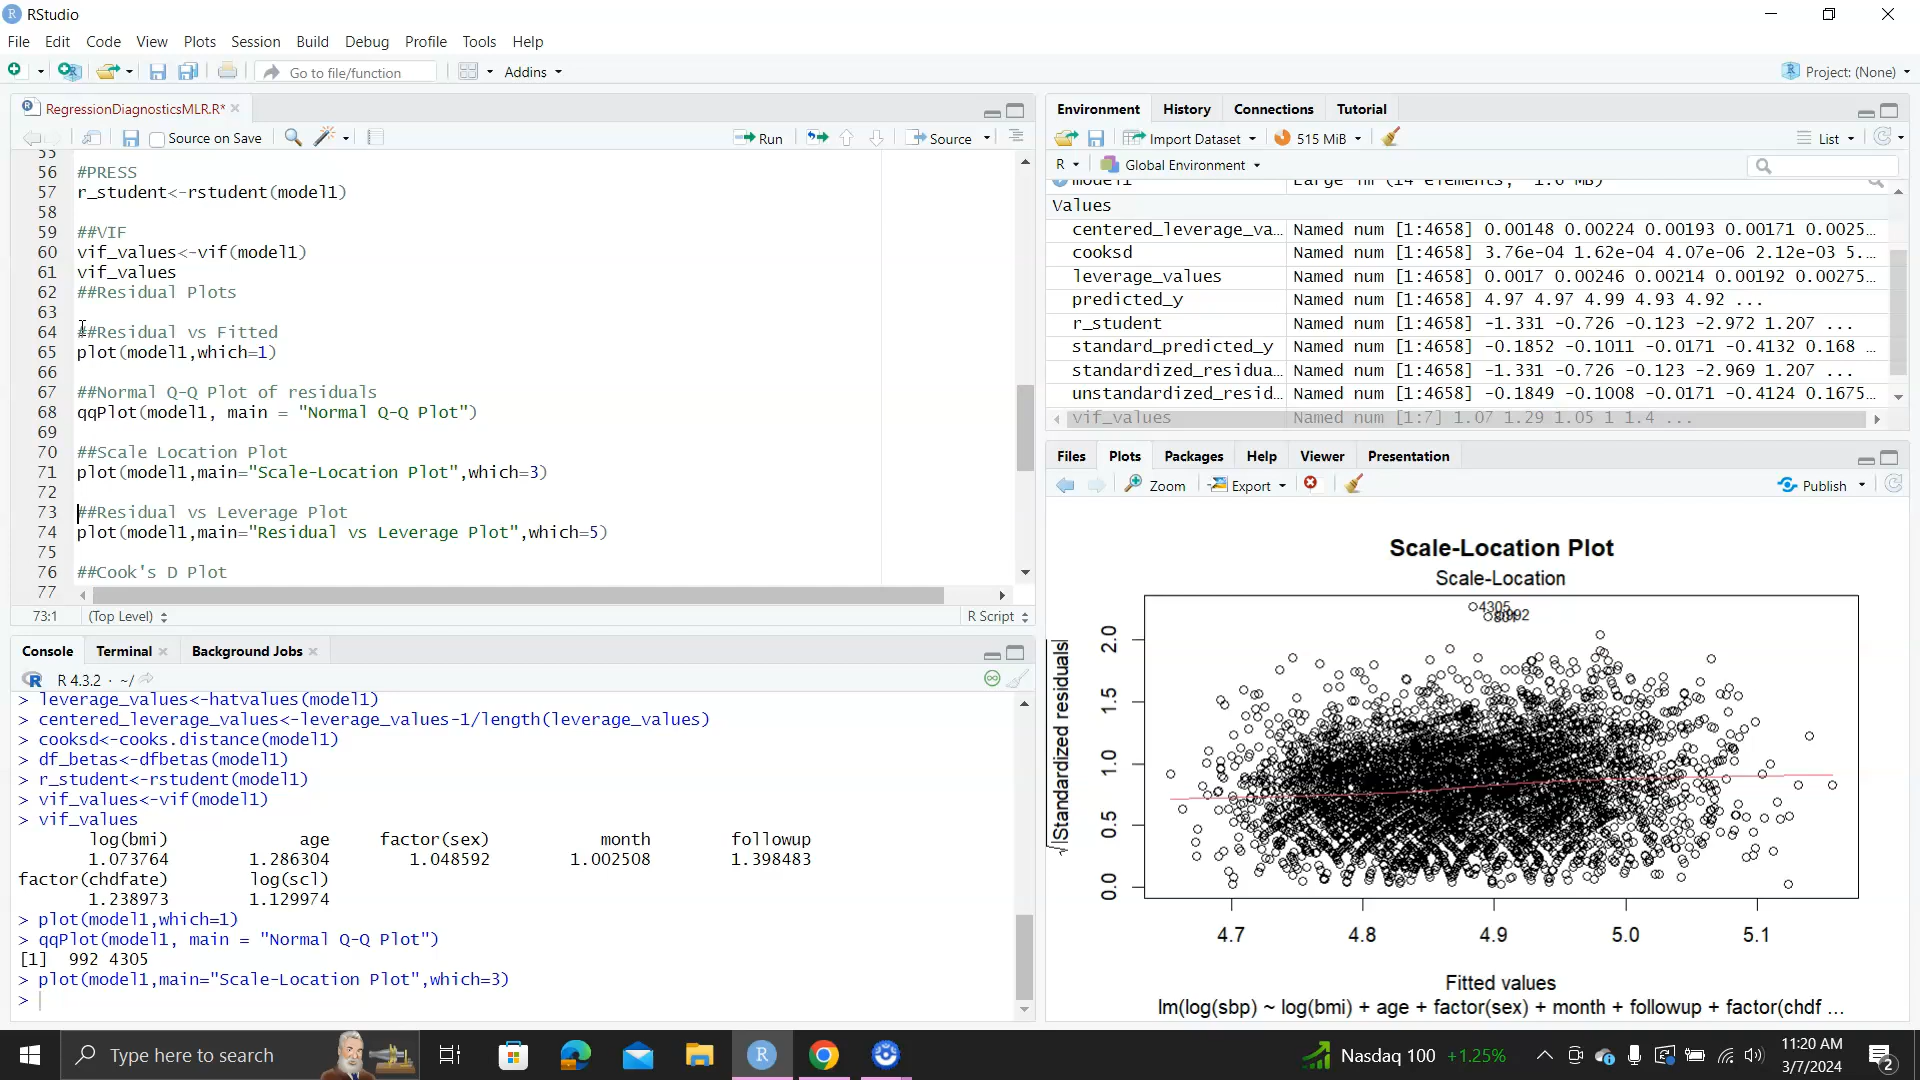 RStudio
File Edit Code View Plots Session Build Debug Profile Tools Help
Go to file/function Addins Project: (None)
RegressionDiagnosticsMLR.R*
Source on Save Run Source
55
56 #PRESS
57 r_student<-rstudent(model1)
58
59 ##VIF
60 vif_values<-vif(model1)
61 vif_values
62 ##Residual Plots
63
64 ##Residual vs Fitted
65 plot(model1,which=1)
66
67 ##Normal Q-Q Plot of residuals
68 qqPlot(model1, main = "Normal Q-Q Plot")
69
70 ##Scale Location Plot
71 plot(model1,main="Scale-Location Plot",which=3)
72
73 ##Residual vs Leverage Plot
74 plot(model1,main="Residual vs Leverage Plot",which=5)
75
76 ##Cook's D Plot
77
73:1 (Top Level) R Script
Console Terminal Background Jobs
R 4.3.2 · ~/
> leverage_values<-hatvalues(model1)
> centered_leverage_values<-leverage_values-1/length(leverage_values)
> cooksd<-cooks.distance(model1)
> df_betas<-dfbetas(model1)
> r_student<-rstudent(model1)
> vif_values<-vif(model1)
> vif_values
log(bmi) age factor(sex) month followup
1.073764 1.286304 1.048592 1.002508 1.398483
factor(chdfate) log(scl)
1.238973 1.129974
> plot(model1,which=1)
> qqPlot(model1, main = "Normal Q-Q Plot")
[1] 992 4305
> plot(model1,main="Scale-Location Plot",which=3)
>
Environment History Connections Tutorial
Import Dataset 515 MiB List
R Global Environment
model1 Large lm (14 elements, 1.6 MB)
Values
centered_leverage_va… Named num [1:4658] 0.00148 0.00224 0.00193 0.00171 0.0025…
cooksd Named num [1:4658] 3.76e-04 1.62e-04 4.07e-06 2.12e-03 5.…
leverage_values Named num [1:4658] 0.0017 0.00246 0.00214 0.00192 0.00275…
predicted_y Named num [1:4658] 4.97 4.97 4.99 4.93 4.92 ...
r_student Named num [1:4658] -1.331 -0.726 -0.123 -2.972 1.207 ...
standard_predicted_y Named num [1:4658] -0.1852 -0.1011 -0.0171 -0.4132 0.168 …
standardized_residua… Named num [1:4658] -1.331 -0.726 -0.123 -2.969 1.207 ...
unstandardized_resid… Named num [1:4658] -0.1849 -0.1008 -0.0171 -0.4124 0.1675…
vif_values Named num [1:7] 1.07 1.29 1.05 1 1.4 ...
Files Plots Packages Help Viewer Presentation
Zoom Export Publish
Scale-Location Plot
Scale-Location
4305
992
√|Standardized residuals|
2.0
1.5
1.0
0.5
0.0
4.7 4.8 4.9 5.0 5.1
Fitted values
lm(log(sbp) ~ log(bmi) + age + factor(sex) + month + followup + factor(chdf ...
Type here to search Nasdaq 100 +1.25% 11:20 AM
3/7/2024 2